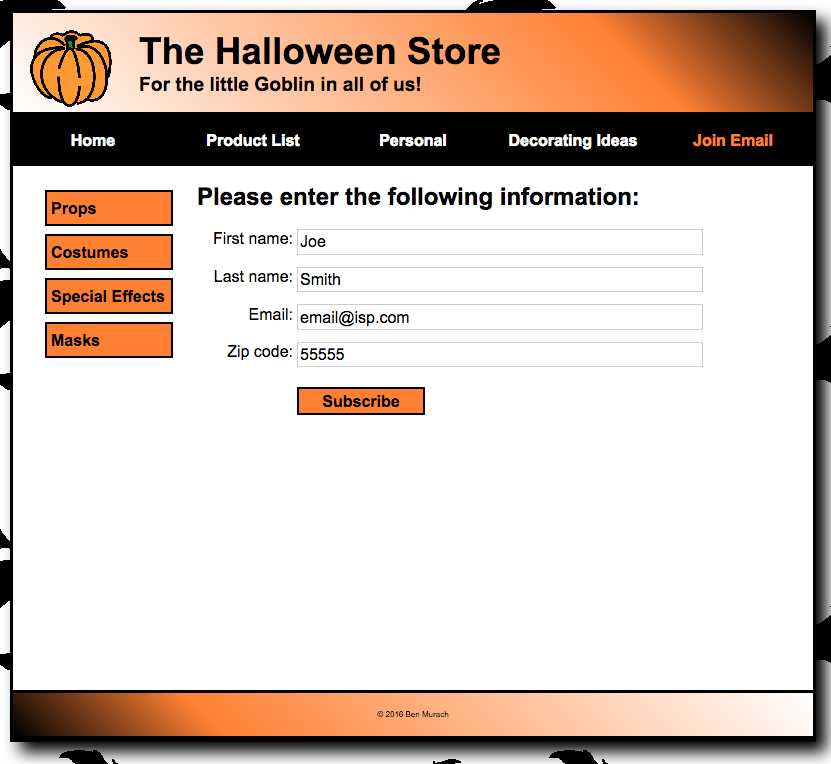 The Halloween Store
For the little Goblin in all of us!
Home Product List Personal Decorating Ideas Join Email
Props
Costumes
Special Effects
Masks
Please enter the following information:
First name: Joe
Last name: Smith
Email: email@isp.com
Zip code: 55555
Subscribe
© 2016 Ben Murach